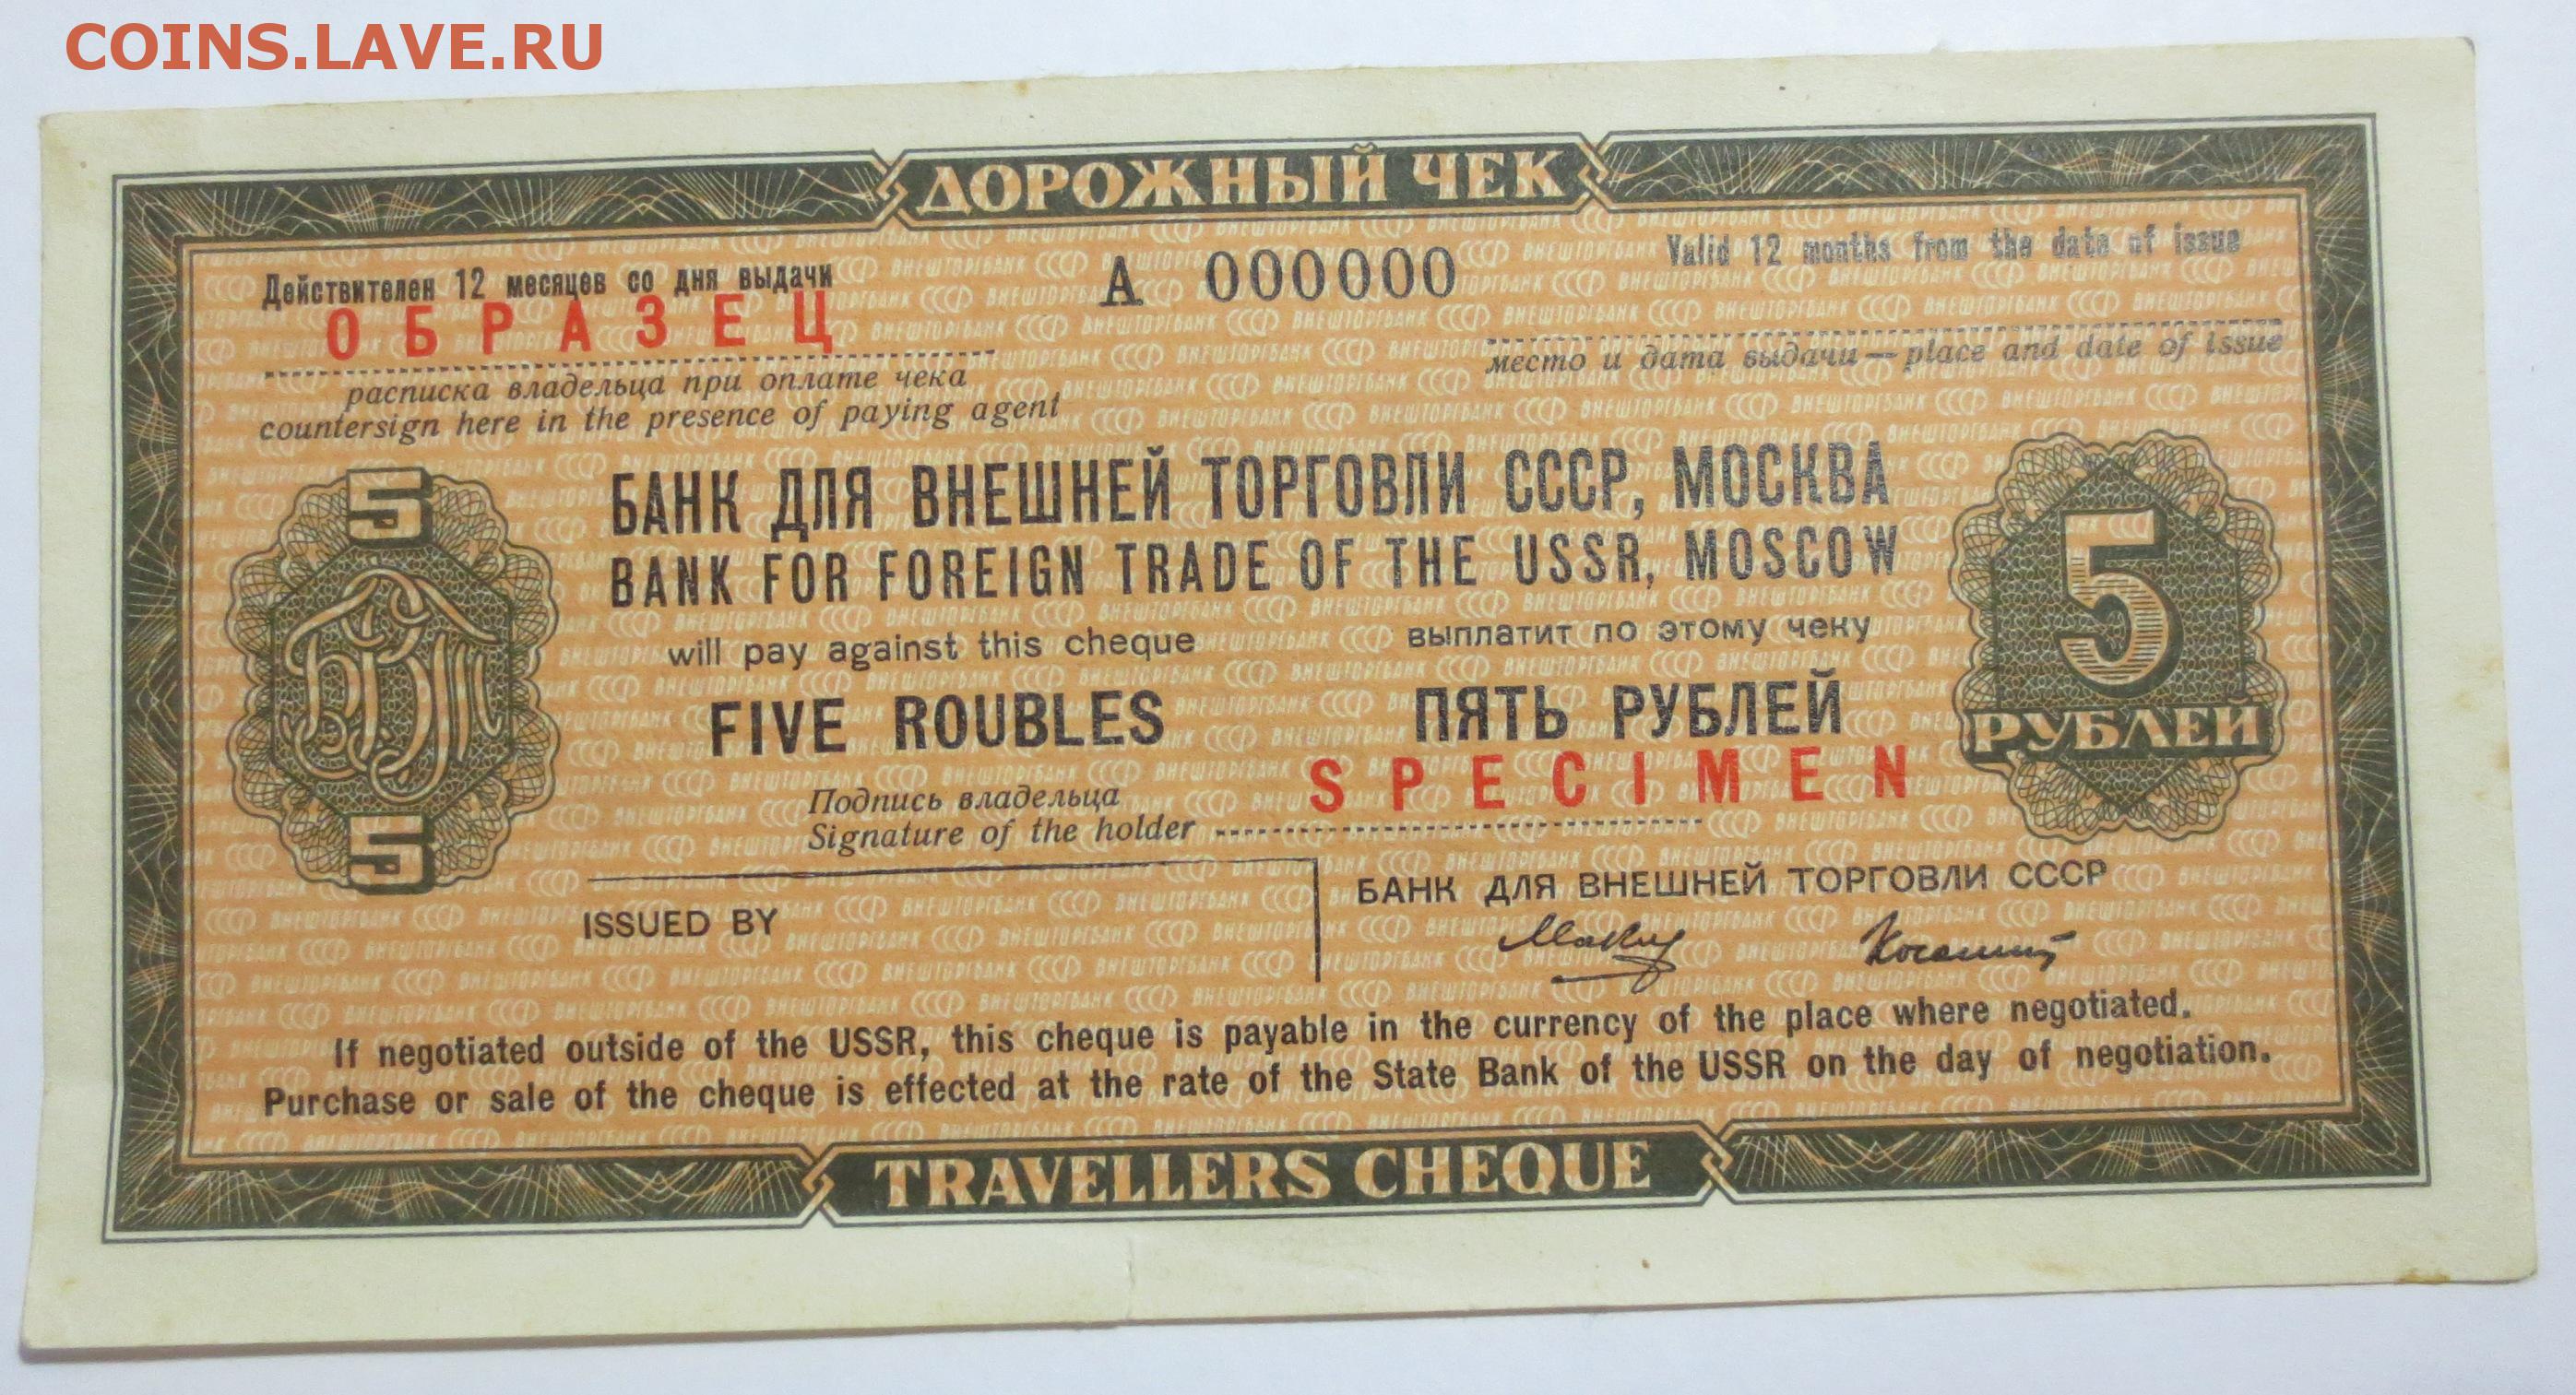 COINS.LAVE.RU
ДОРОЖНЫЙ ЧЕК
Действителен 12 месяцев со дня выдачи
А 000000
Valid 12 months from the date of issue
ОБРАЗЕЦ
расписка владельца при оплате чека
countersign here in the presence of paying agent
место и дата выдачи — place and date of issue
5
БАНК ДЛЯ ВНЕШНЕЙ ТОРГОВЛИ СССР, МОСКВА
BANK FOR FOREIGN TRADE OF THE USSR, MOSCOW
will pay against this cheque
выплатит по этому чеку
5
FIVE ROUBLES
ПЯТЬ РУБЛЕЙ
РУБЛЕЙ
SPECIMEN
Подпись владельца
Signature of the holder
5
ISSUED BY
БАНК ДЛЯ ВНЕШНЕЙ ТОРГОВЛИ СССР
If negotiated outside of the USSR, this cheque is payable in the currency of the place where negotiated.
Purchase or sale of the cheque is effected at the rate of the State Bank of the USSR on the day of negotiation.
TRAVELLERS CHEQUE